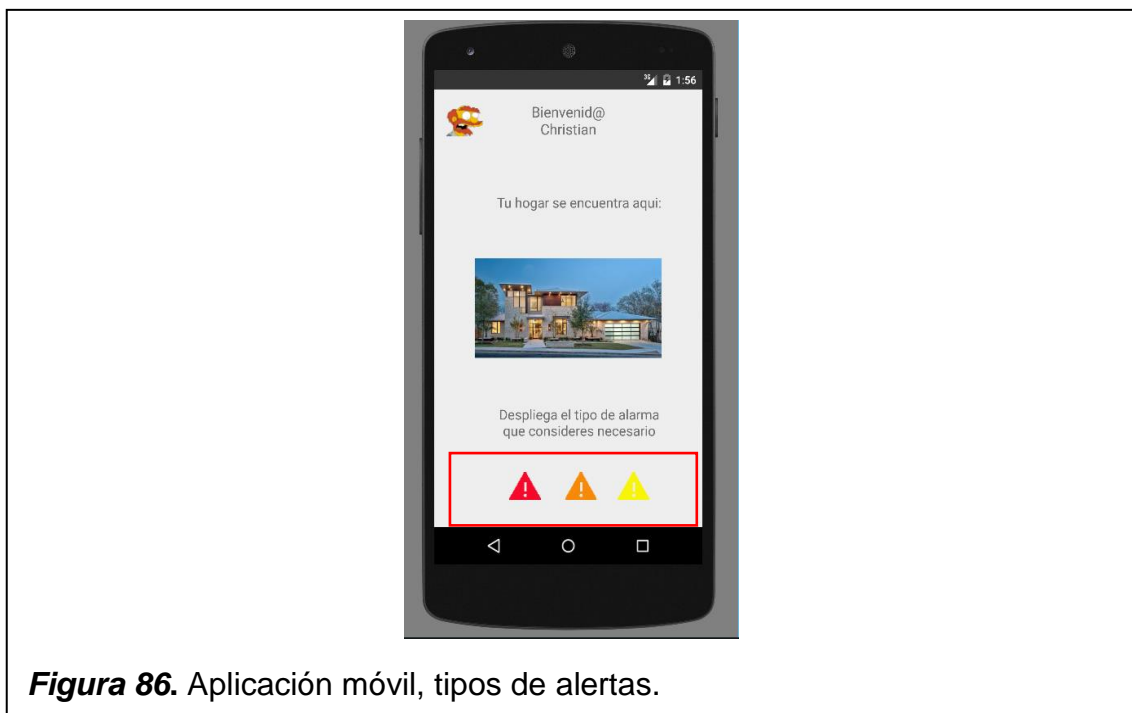 3G 1:56
Bienvenid@
Christian
Tu hogar se encuentra aqui:
Despliega el tipo de alarma
que consideres necesario
Figura 86. Aplicación móvil, tipos de alertas.